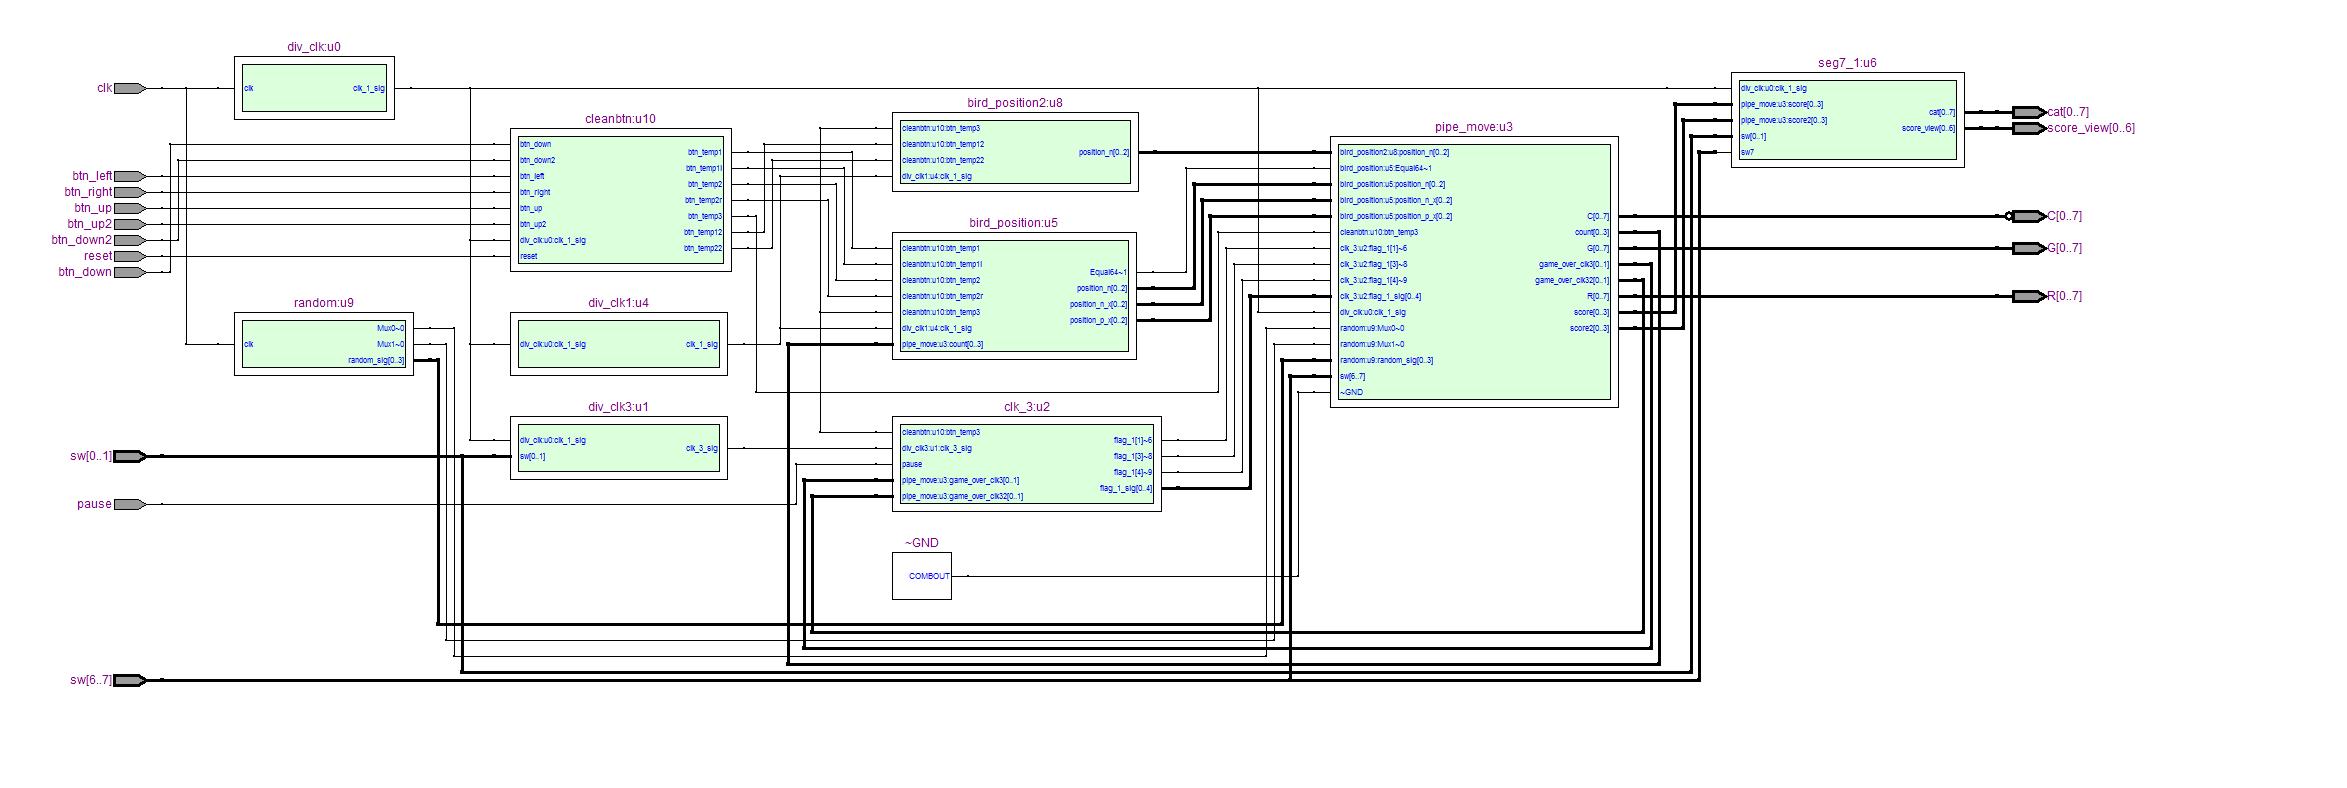 div_clk:u0
clk
clk_1_sig
clk
btn_left
btn_right
btn_up
btn_up2
btn_down2
reset
btn_down
sw[0..1]
pause
sw[6..7]
random:u9
clk
Mux0~0
Mux1~0
random_sig[0..3]
cleanbtn:u10
btn_down
btn_down2
btn_left
btn_right
btn_up
btn_up2
div_clk:u0:clk_1_sig
reset
btn_temp1
btn_temp1l
btn_temp2
btn_temp2r
btn_temp3
btn_temp12
btn_temp22
div_clk1:u4
div_clk:u0:clk_1_sig
clk_1_sig
div_clk3:u1
div_clk:u0:clk_1_sig
sw[0..1]
clk_3_sig
bird_position2:u8
cleanbtn:u10:btn_temp3
cleanbtn:u10:btn_temp12
cleanbtn:u10:btn_temp22
div_clk1:u4:clk_1_sig
position_n[0..2]
bird_position:u5
cleanbtn:u10:btn_temp1
cleanbtn:u10:btn_temp1l
cleanbtn:u10:btn_temp2
cleanbtn:u10:btn_temp2r
cleanbtn:u10:btn_temp3
div_clk1:u4:clk_1_sig
pipe_move:u3:count[0..3]
Equal64~1
position_n[0..2]
position_n_x[0..2]
position_p_x[0..2]
clk_3:u2
cleanbtn:u10:btn_temp3
div_clk3:u1:clk_3_sig
pause
pipe_move:u3:game_over_clk3[0..1]
pipe_move:u3:game_over_clk32[0..1]
flag_1[1]~6
flag_1[3]~8
flag_1[4]~9
flag_1_sig[0..4]
~GND
COMBOUT
pipe_move:u3
bird_position2:u8:position_n[0..2]
bird_position:u5:Equal64~1
bird_position:u5:position_n[0..2]
bird_position:u5:position_n_x[0..2]
bird_position:u5:position_p_x[0..2]
cleanbtn:u10:btn_temp3
clk_3:u2:flag_1[1]~6
clk_3:u2:flag_1[3]~8
clk_3:u2:flag_1[4]~9
clk_3:u2:flag_1_sig[0..4]
div_clk:u0:clk_1_sig
random:u9:Mux0~0
random:u9:Mux1~0
random:u9:random_sig[0..3]
sw[6..7]
~GND
C[0..7]
count[0..3]
G[0..7]
game_over_clk3[0..1]
game_over_clk32[0..1]
R[0..7]
score[0..3]
score2[0..3]
seg7_1:u6
div_clk:u0:clk_1_sig
pipe_move:u3:score[0..3]
pipe_move:u3:score2[0..3]
sw[0..1]
sw7
cat[0..7]
score_view[0..6]
cat[0..7]
score_view[0..6]
C[0..7]
G[0..7]
R[0..7]